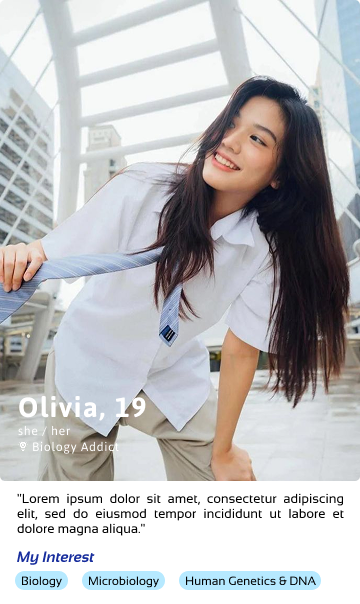 Olivia, 19
she / her
Biology Addict
"Lorem ipsum dolor sit amet, consectetur adipiscing
elit, sed do eiusmod tempor incididunt ut labore et
dolore magna aliqua."
My Interest
Biology Microbiology Human Genetics & DNA